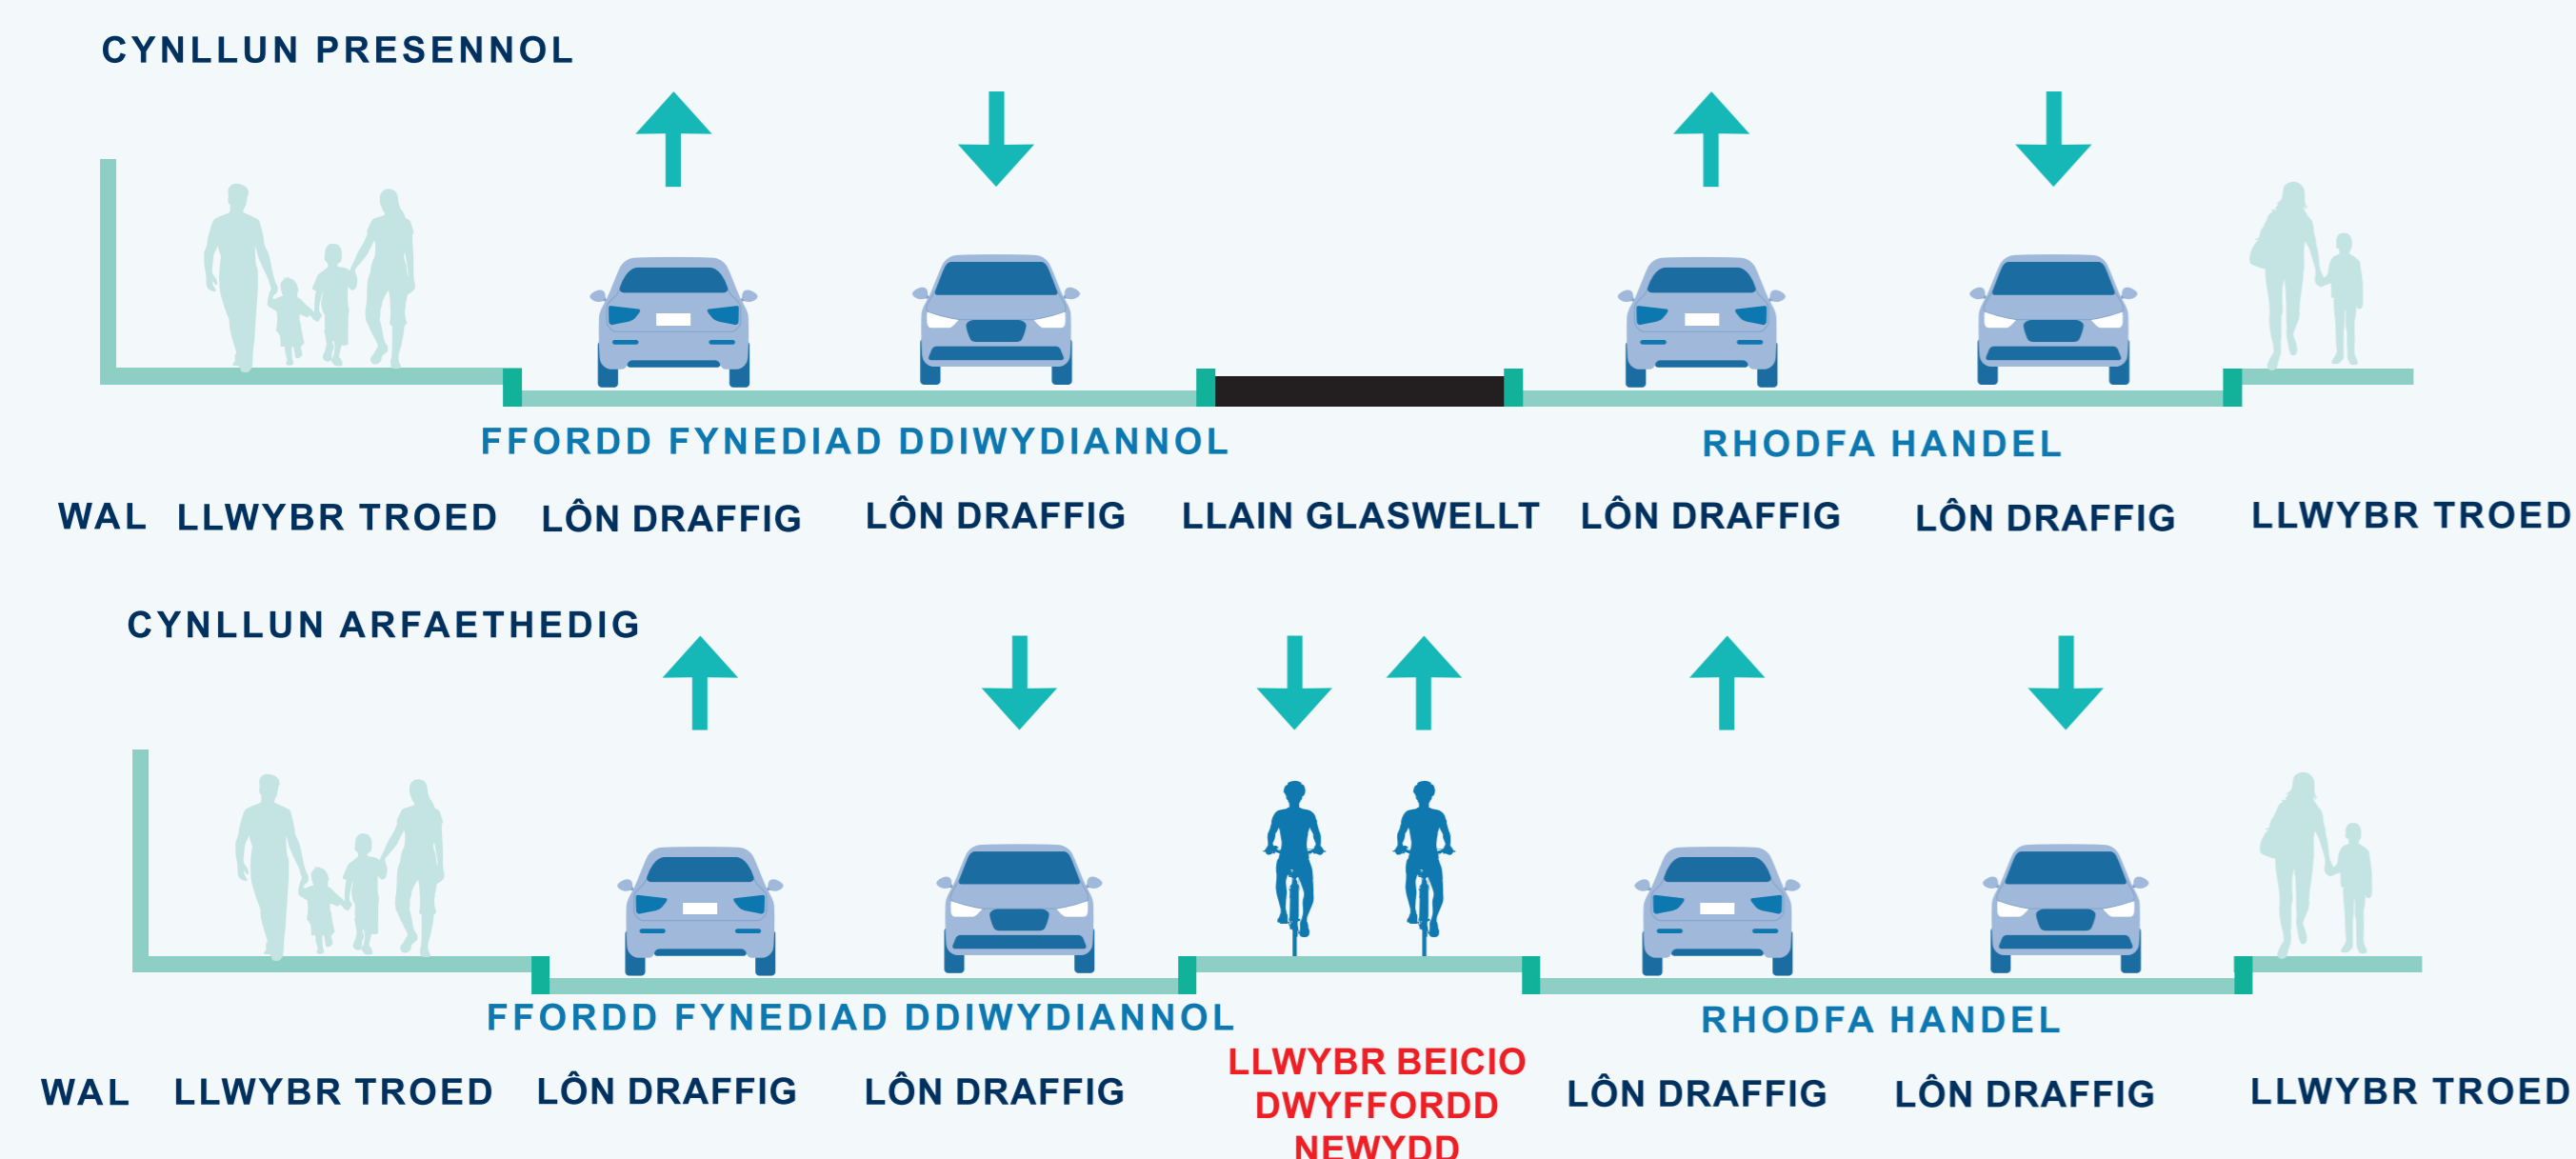 CYNLLUN PRESENNOL
FFORDD FYNEDIAD DDIWYDIANNOL
RHODFA HANDEL
WAL
LLWYBR TROED
LÔN DRAFFIG
LÔN DRAFFIG
LLAIN GLASWELLT
LÔN DRAFFIG
LÔN DRAFFIG
LLWYBR TROED
CYNLLUN ARFAETHEDIG
FFORDD FYNEDIAD DDIWYDIANNOL
RHODFA HANDEL
WAL
LLWYBR TROED
LÔN DRAFFIG
LÔN DRAFFIG
LLWYBR BEICIO
DWYFFORDD
NEWYDD
LÔN DRAFFIG
LÔN DRAFFIG
LLWYBR TROED